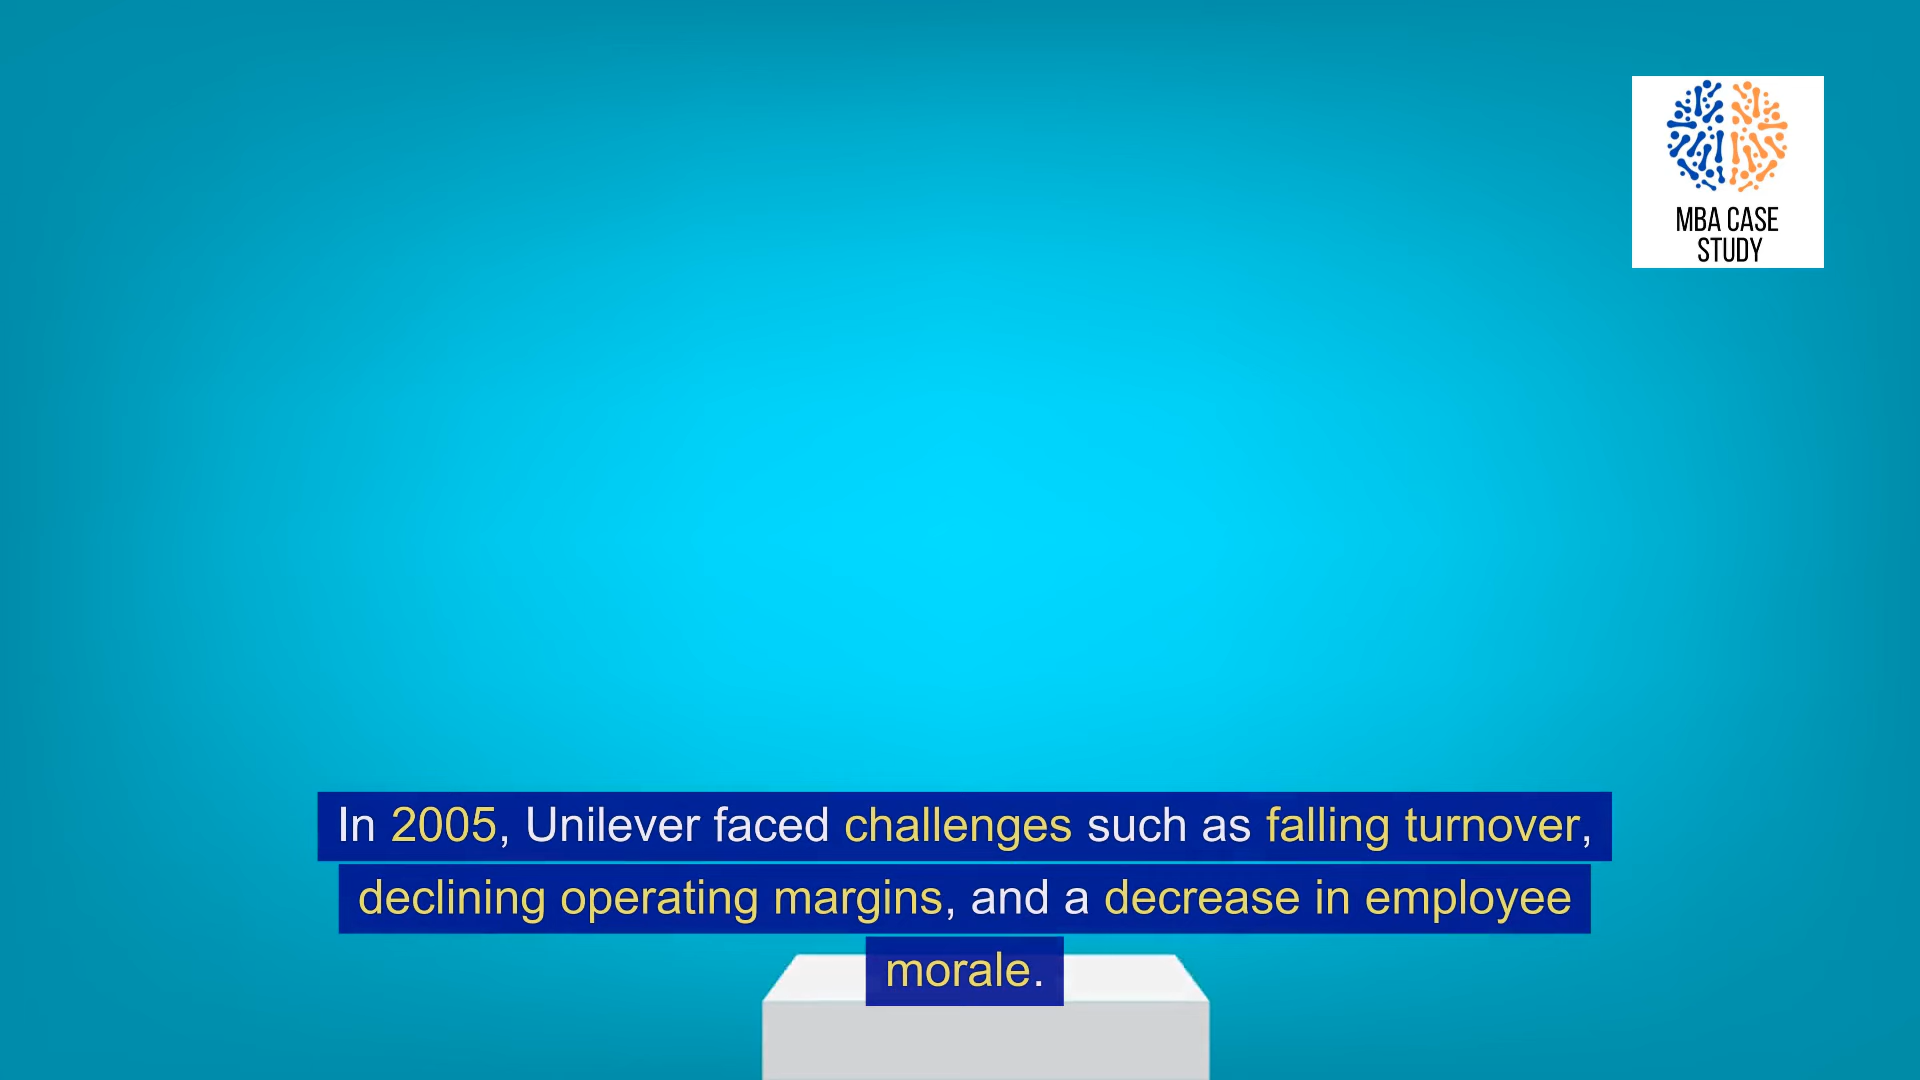 MBA CASE
STUDY
In 2005, Unilever faced challenges such as falling turnover,
declining operating margins, and a decrease in employee
morale.